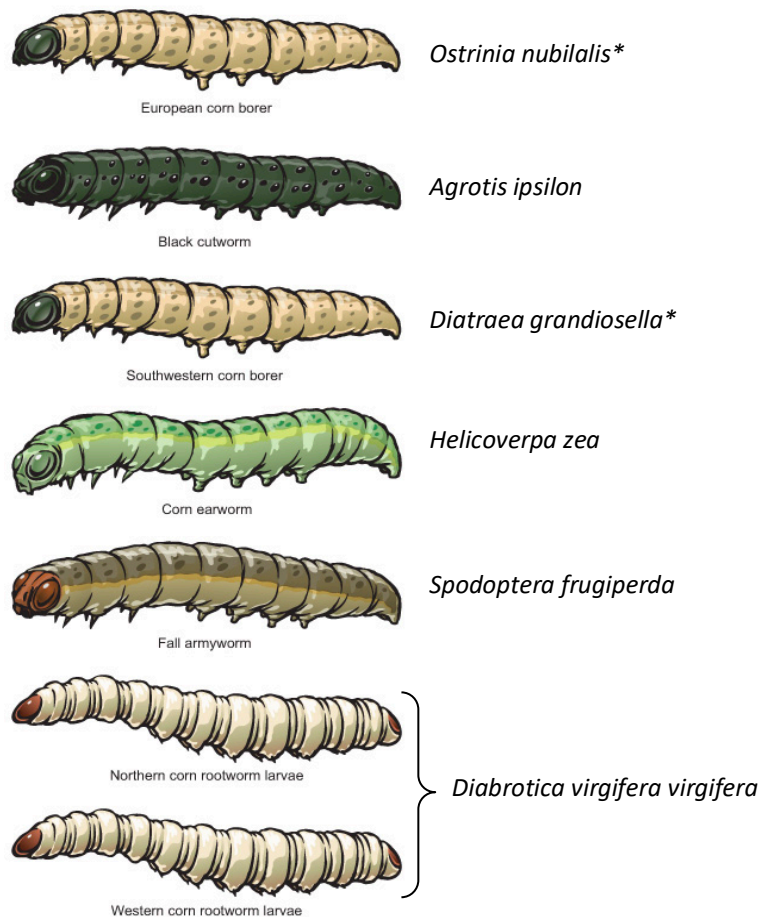 Ostrinia nubilalis*
European corn borer
Agrotis ipsilon
Black cutworm
Diatraea grandiosella*
Southwestern corn borer
Helicoverpa zea
Corn earworm
Spodoptera frugiperda
Fall armyworm
Northern corn rootworm larvae
Diabrotica virgifera virgifera
Western corn rootworm larvae